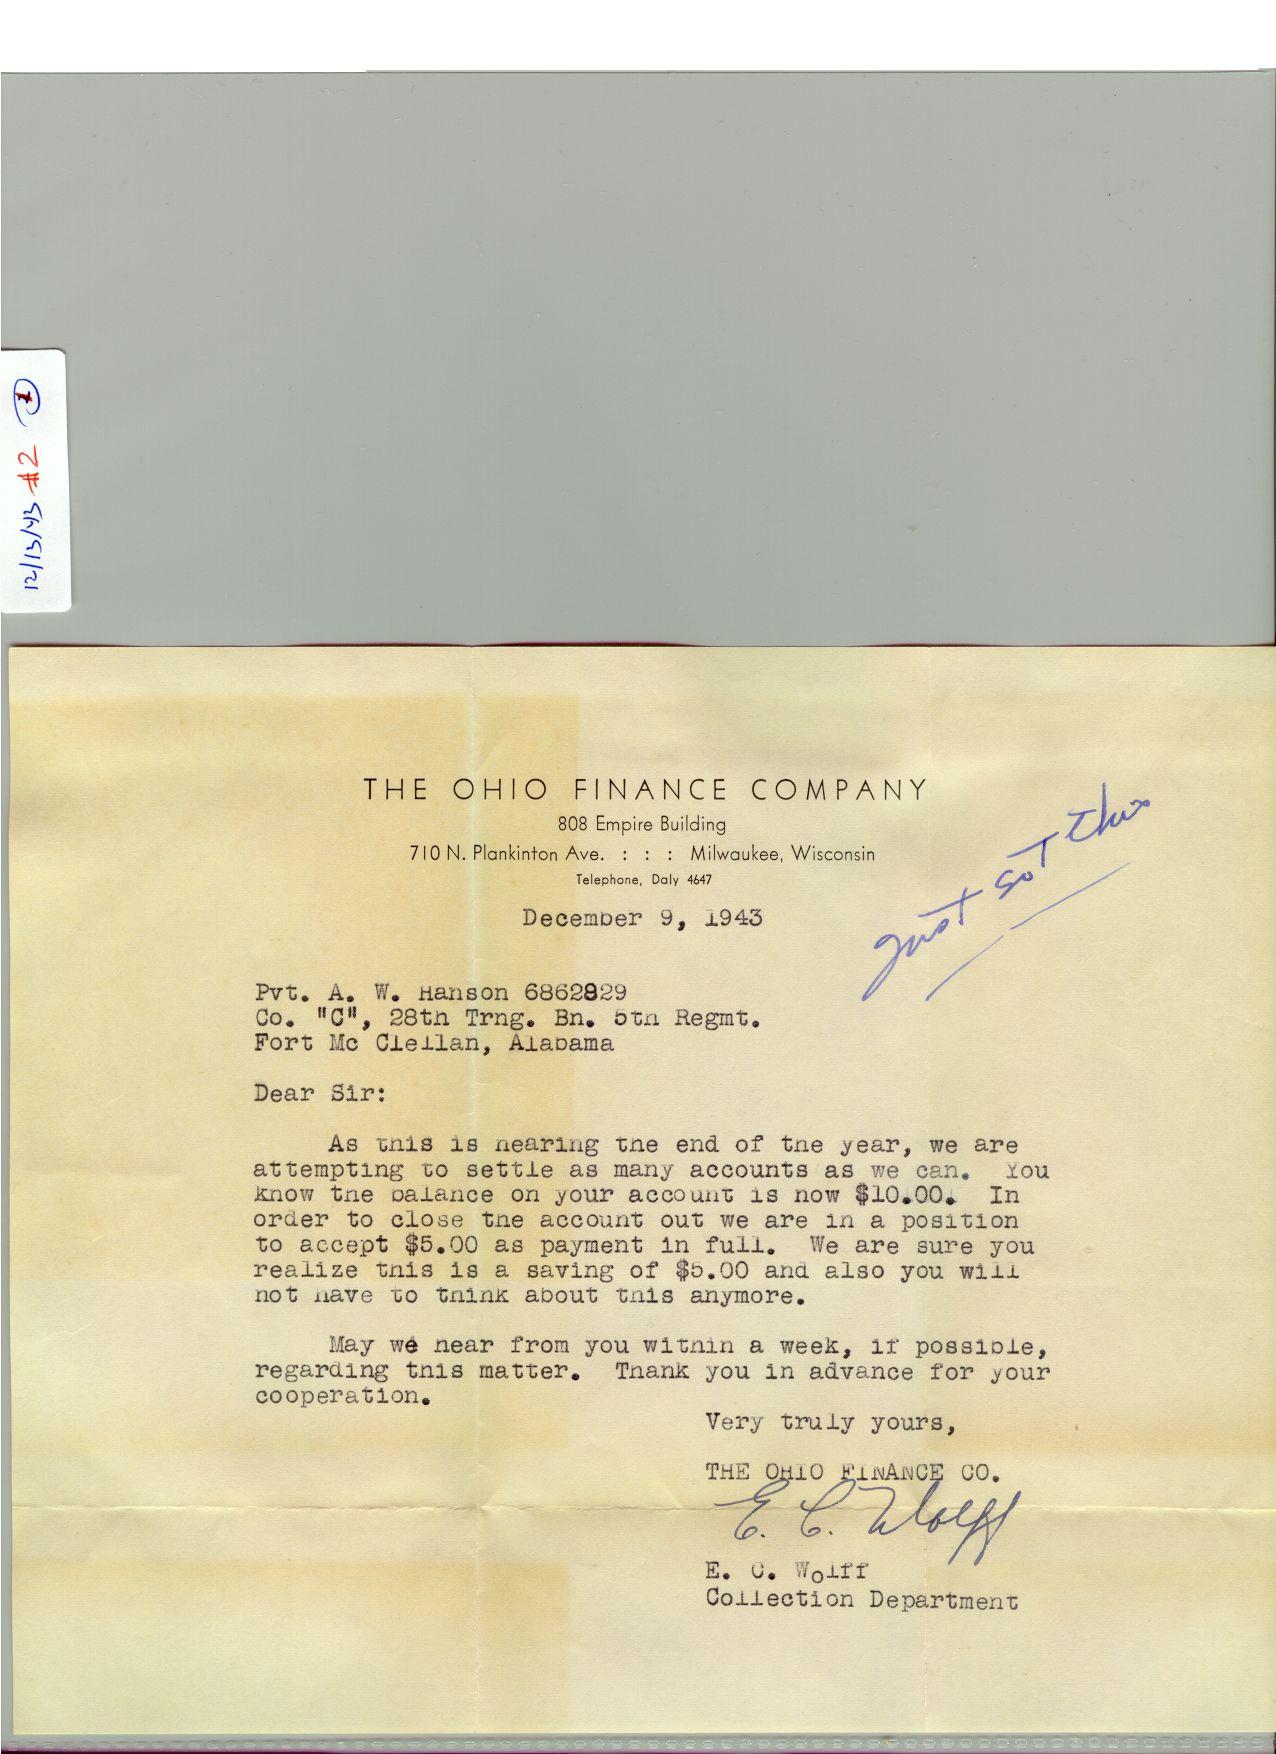 12/13/43 #2 1
THE OHIO FINANCE COMPANY
808 Empire Building
710 N. Plankinton Ave. : : : Milwaukee, Wisconsin
Telephone, Daly 4647
December 9, 1943
Just got this
Pvt. A. W. Hanson 6862829
Co. "C", 28th Trng. Bn. 5th Regmt.
Fort Mc Clellan, Alabama
Dear Sir:
As this is nearing the end of the year, we are
attempting to settle as many accounts as we can. You
know the balance on your account is now $10.00. In
order to close the account out we are in a position
to accept $5.00 as payment in full. We are sure you
realize this is a saving of $5.00 and also you will
not have to think about this anymore.
May we hear from you within a week, if possible,
regarding this matter. Thank you in advance for your
cooperation.
Very truly yours,
THE OHIO FINANCE CO.
E. C. Wolff
E. C. Wolff
Collection Department